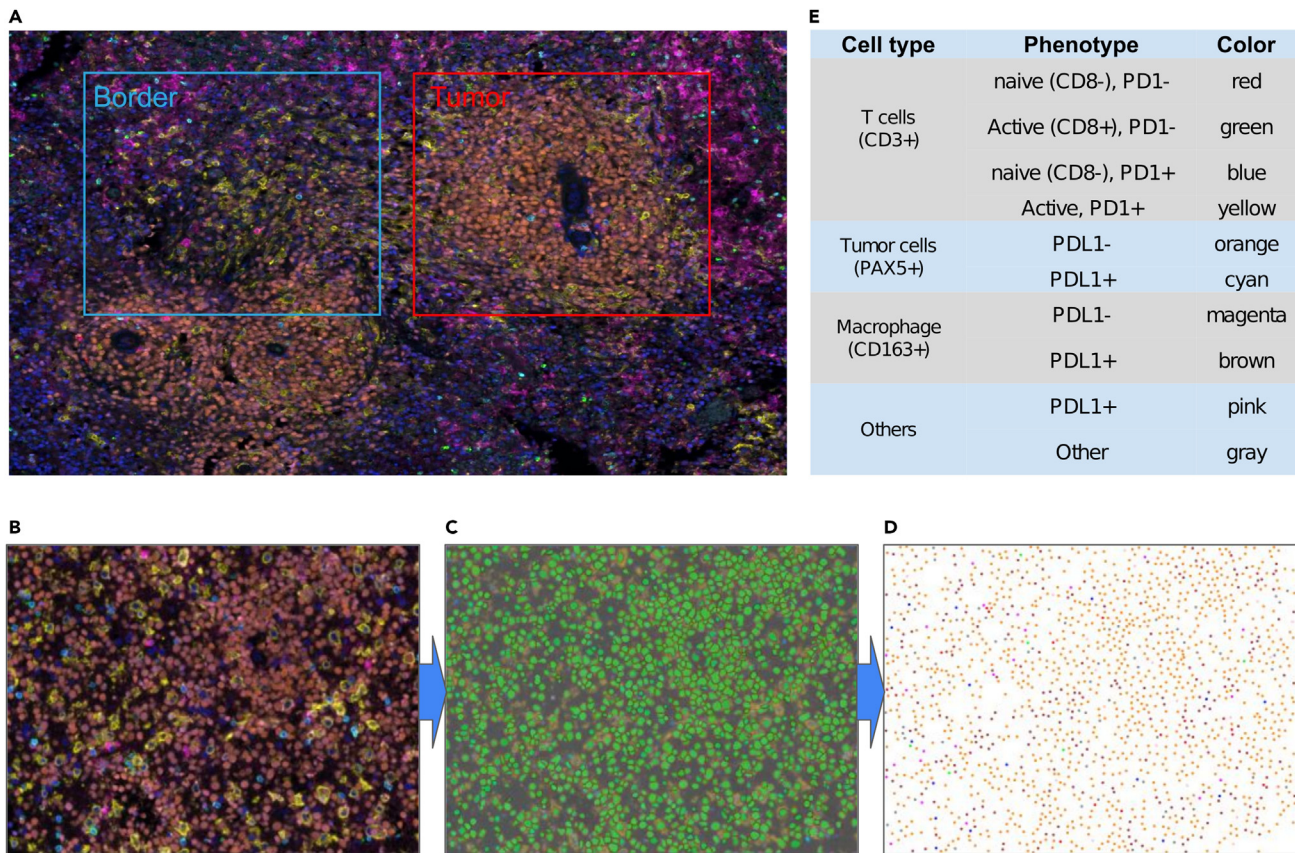 A
Border
Tumor
E
Cell type Phenotype Color
T cells
(CD3+)
naive (CD8-), PD1- red
Active (CD8+), PD1- green
naive (CD8-), PD1+ blue
Active, PD1+ yellow
Tumor cells
(PAX5+)
PDL1- orange
PDL1+ cyan
Macrophage
(CD163+)
PDL1- magenta
PDL1+ brown
Others
PDL1+ pink
Other gray
B
C
D